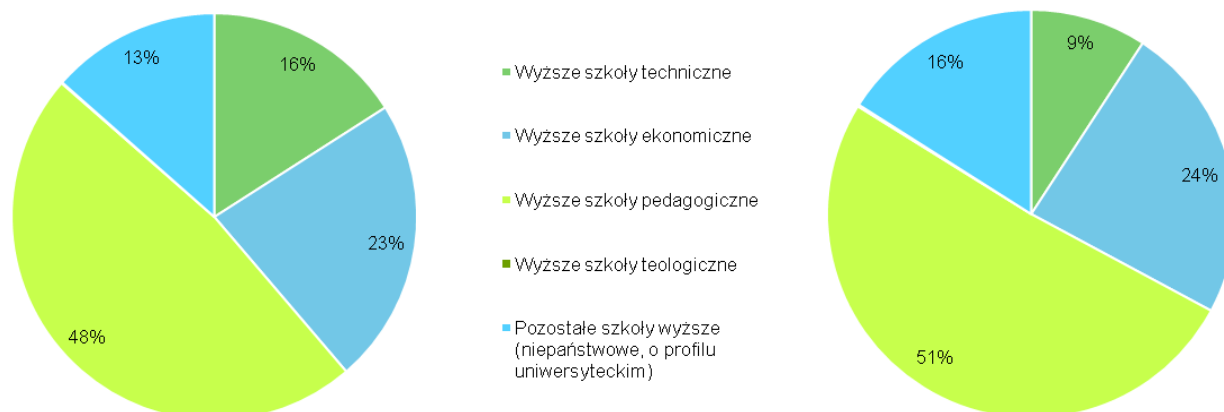 13%
16%
23%
48%
Wyższe szkoły techniczne
Wyższe szkoły ekonomiczne
Wyższe szkoły pedagogiczne
Wyższe szkoły teologiczne
Pozostałe szkoły wyższe
(niepaństwowe, o profilu
uniwersyteckim)
16%
9%
24%
51%